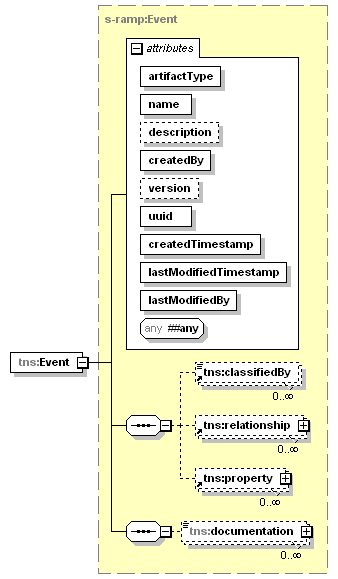 s-ramp:Event
attributes
artifactType
name
description
createdBy
version
uuid
createdTimestamp
lastModifiedTimestamp
lastModifiedBy
any ##any
tns:Event
tns:classifiedBy
0..∞
tns:relationship
0..∞
tns:property
0..∞
tns:documentation
0..∞